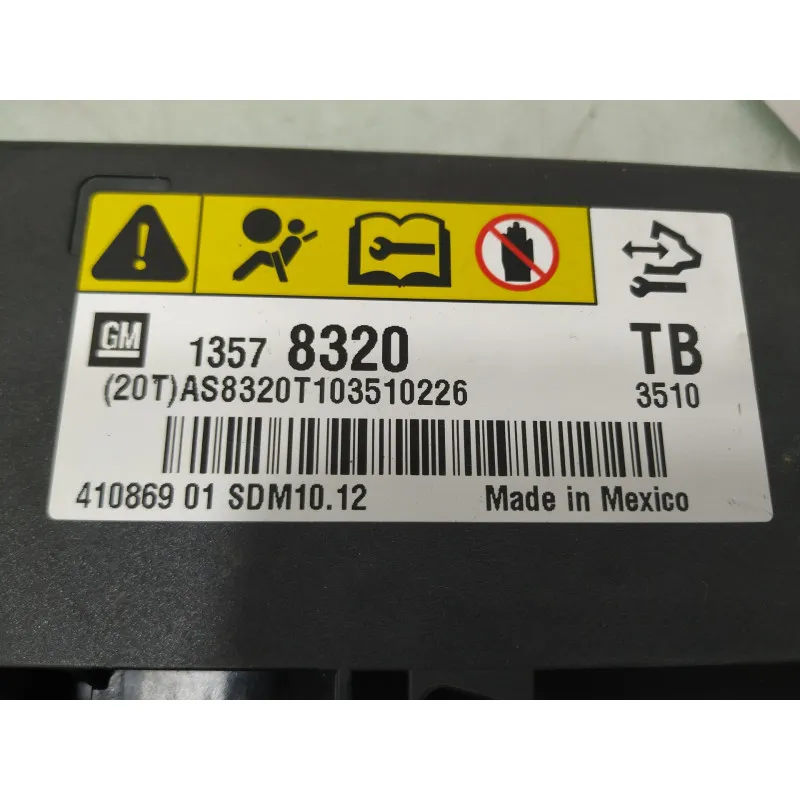 GM 1357 8320 TB
(20T)AS8320T103510226 3510
410869 01 SDM10.12 Made in Mexico